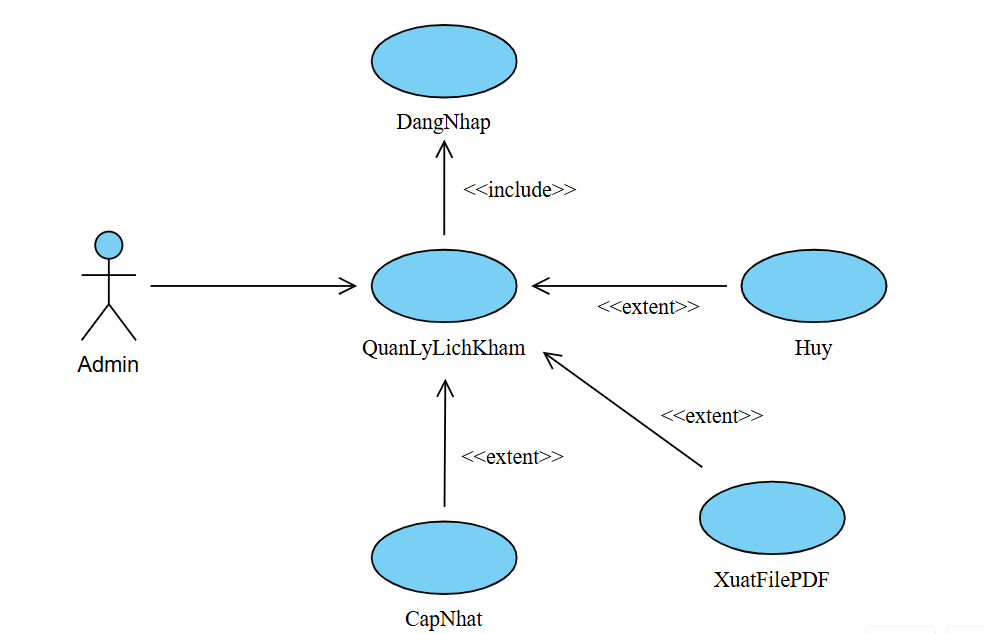 DangNhap
<<include>>
Admin
QuanLyLichKham
<<extent>>
Huy
<<extent>>
<<extent>>
XuatFilePDF
CapNhat